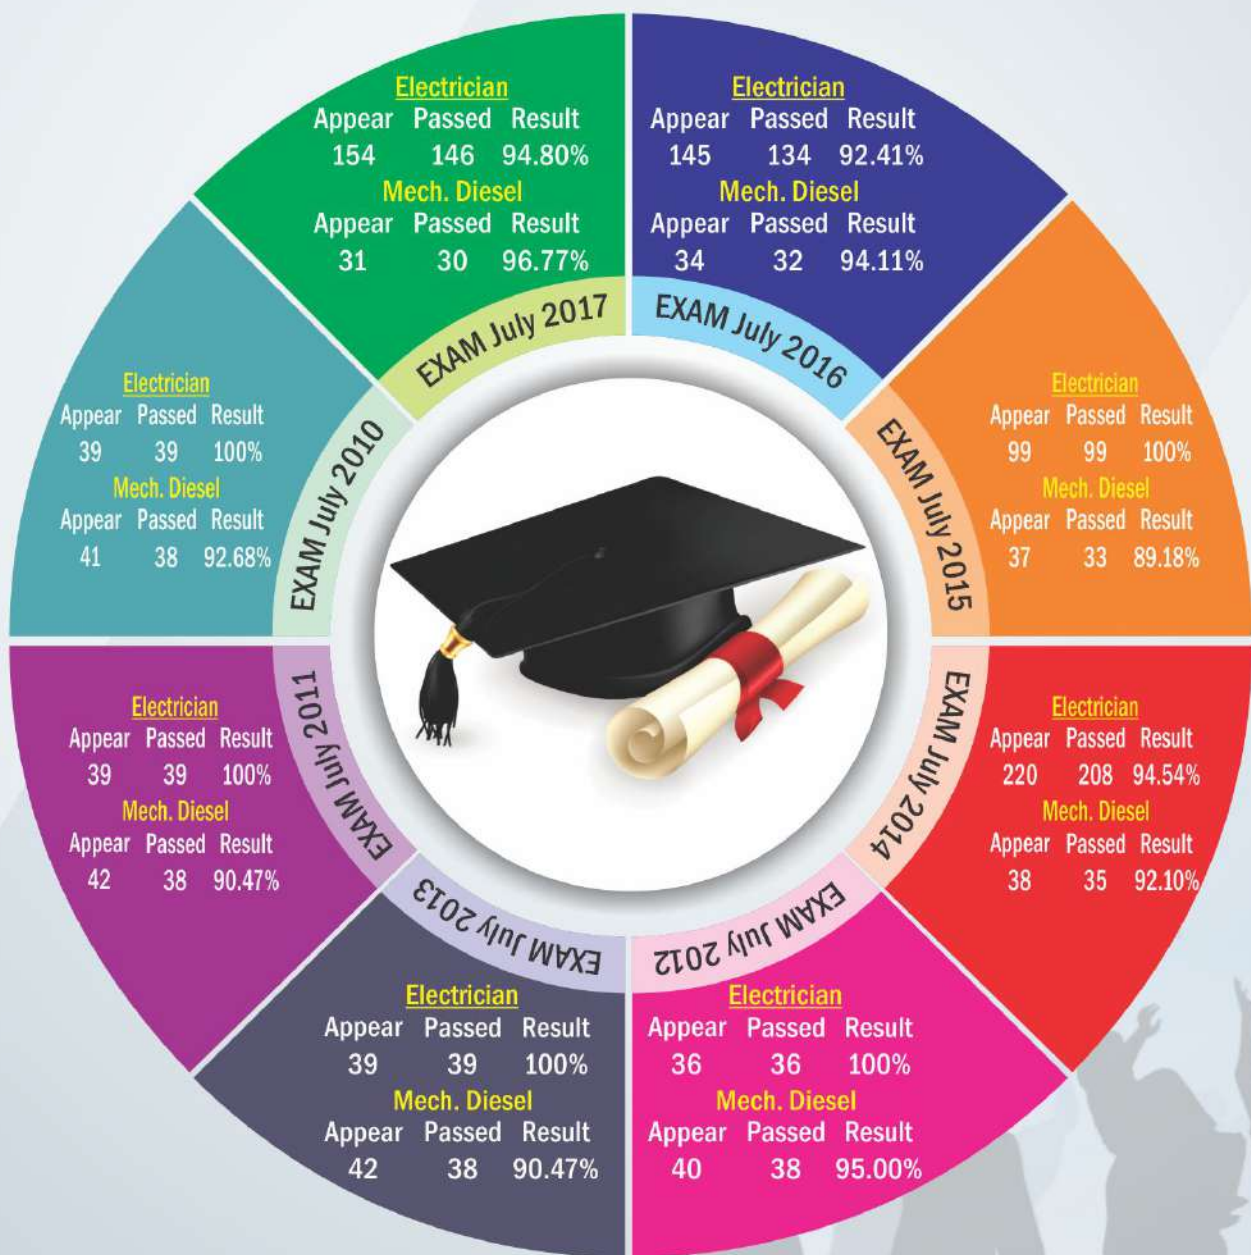 Electrician
Appear Passed Result
154 146 94.80%
Mech. Diesel
Appear Passed Result
31 30 96.77%
EXAM July 2017
Electrician
Appear Passed Result
145 134 92.41%
Mech. Diesel
Appear Passed Result
34 32 94.11%
EXAM July 2016
Electrician
Appear Passed Result
99 99 100%
Mech. Diesel
Appear Passed Result
37 33 89.18%
EXAM July 2015
Electrician
Appear Passed Result
220 208 94.54%
Mech. Diesel
Appear Passed Result
38 35 92.10%
EXAM July 2014
EXAM July 2012
Electrician
Appear Passed Result
36 36 100%
Mech. Diesel
Appear Passed Result
40 38 95.00%
EXAM July 2013
Electrician
Appear Passed Result
39 39 100%
Mech. Diesel
Appear Passed Result
42 38 90.47%
EXAM July 2011
Electrician
Appear Passed Result
39 39 100%
Mech. Diesel
Appear Passed Result
42 38 90.47%
EXAM July 2010
Electrician
Appear Passed Result
39 39 100%
Mech. Diesel
Appear Passed Result
41 38 92.68%